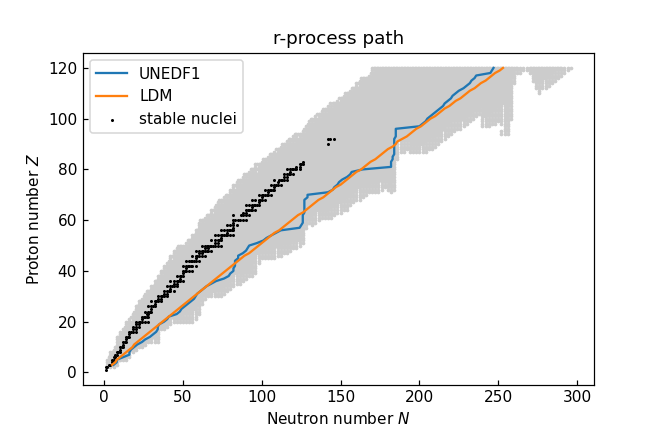 r-process path
UNEDF1
LDM
stable nuclei
Proton number Z
120
100
80
60
40
20
0
0 50 100 150 200 250 300
Neutron number N